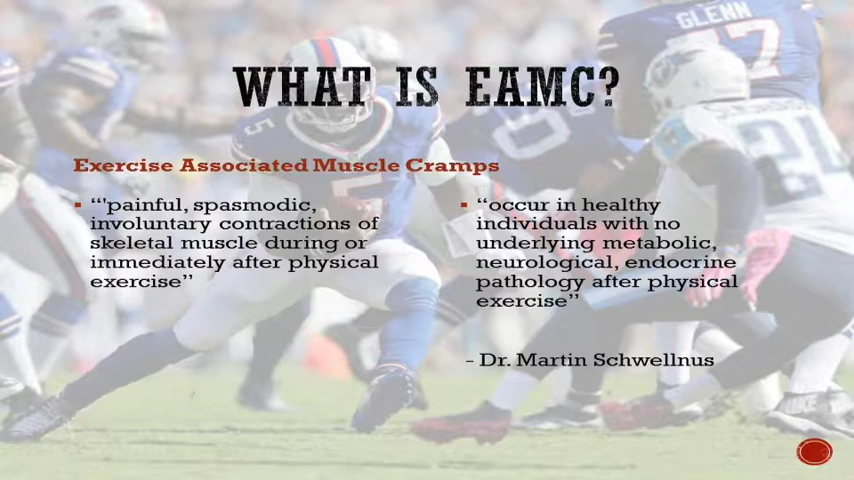 GLENN
WHAT IS EAMC?
Exercise Associated Muscle Cramps
▪ “‘'painful, spasmodic,
involuntary contractions of
skeletal muscle during or
immediately after physical
exercise”
▪ “occur in healthy
individuals with no
underlying metabolic,
neurological, endocrine
pathology after physical
exercise”
- Dr. Martin Schwellnus
5
5
24